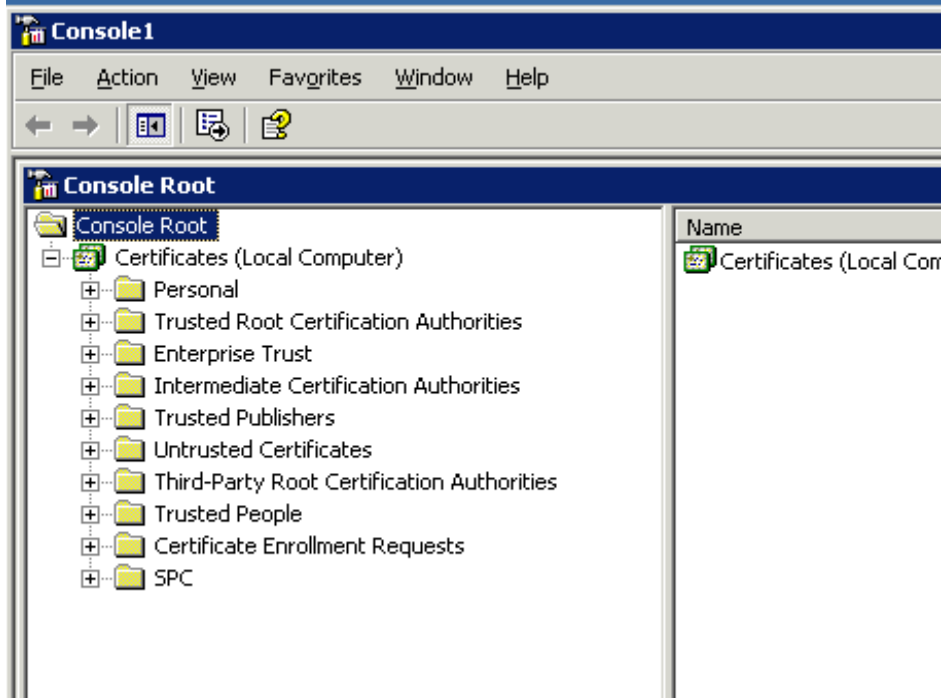 Console1
File Action View Favorites Window Help
Console Root
Console Root
Name
Certificates (Local Computer)
Certificates (Local Com
Personal
Trusted Root Certification Authorities
Enterprise Trust
Intermediate Certification Authorities
Trusted Publishers
Untrusted Certificates
Third-Party Root Certification Authorities
Trusted People
Certificate Enrollment Requests
SPC